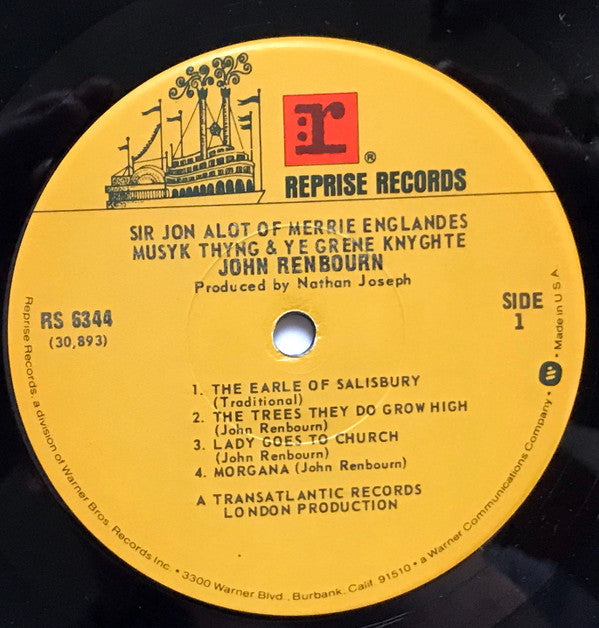 r ®
REPRISE RECORDS
SIR JON ALOT OF MERRIE ENGLANDES
MUSYK THYNG & YE GRENE KNYGHTE
JOHN RENBOURN
Produced by Nathan Joseph
RS 6344
(30,893)
SIDE
1
1. THE EARLE OF SALISBURY
(Traditional)
2. THE TREES THEY DO GROW HIGH
(John Renbourn)
3. LADY GOES TO CHURCH
(John Renbourn)
4. MORGANA (John Renbourn)
A TRANSATLANTIC RECORDS
LONDON PRODUCTION
Reprise Records, a division of Warner Bros. Records Inc. • 3300 Warner Blvd., Burbank, Calif. 91510 • a Warner Communications Company • W • Made in U S A